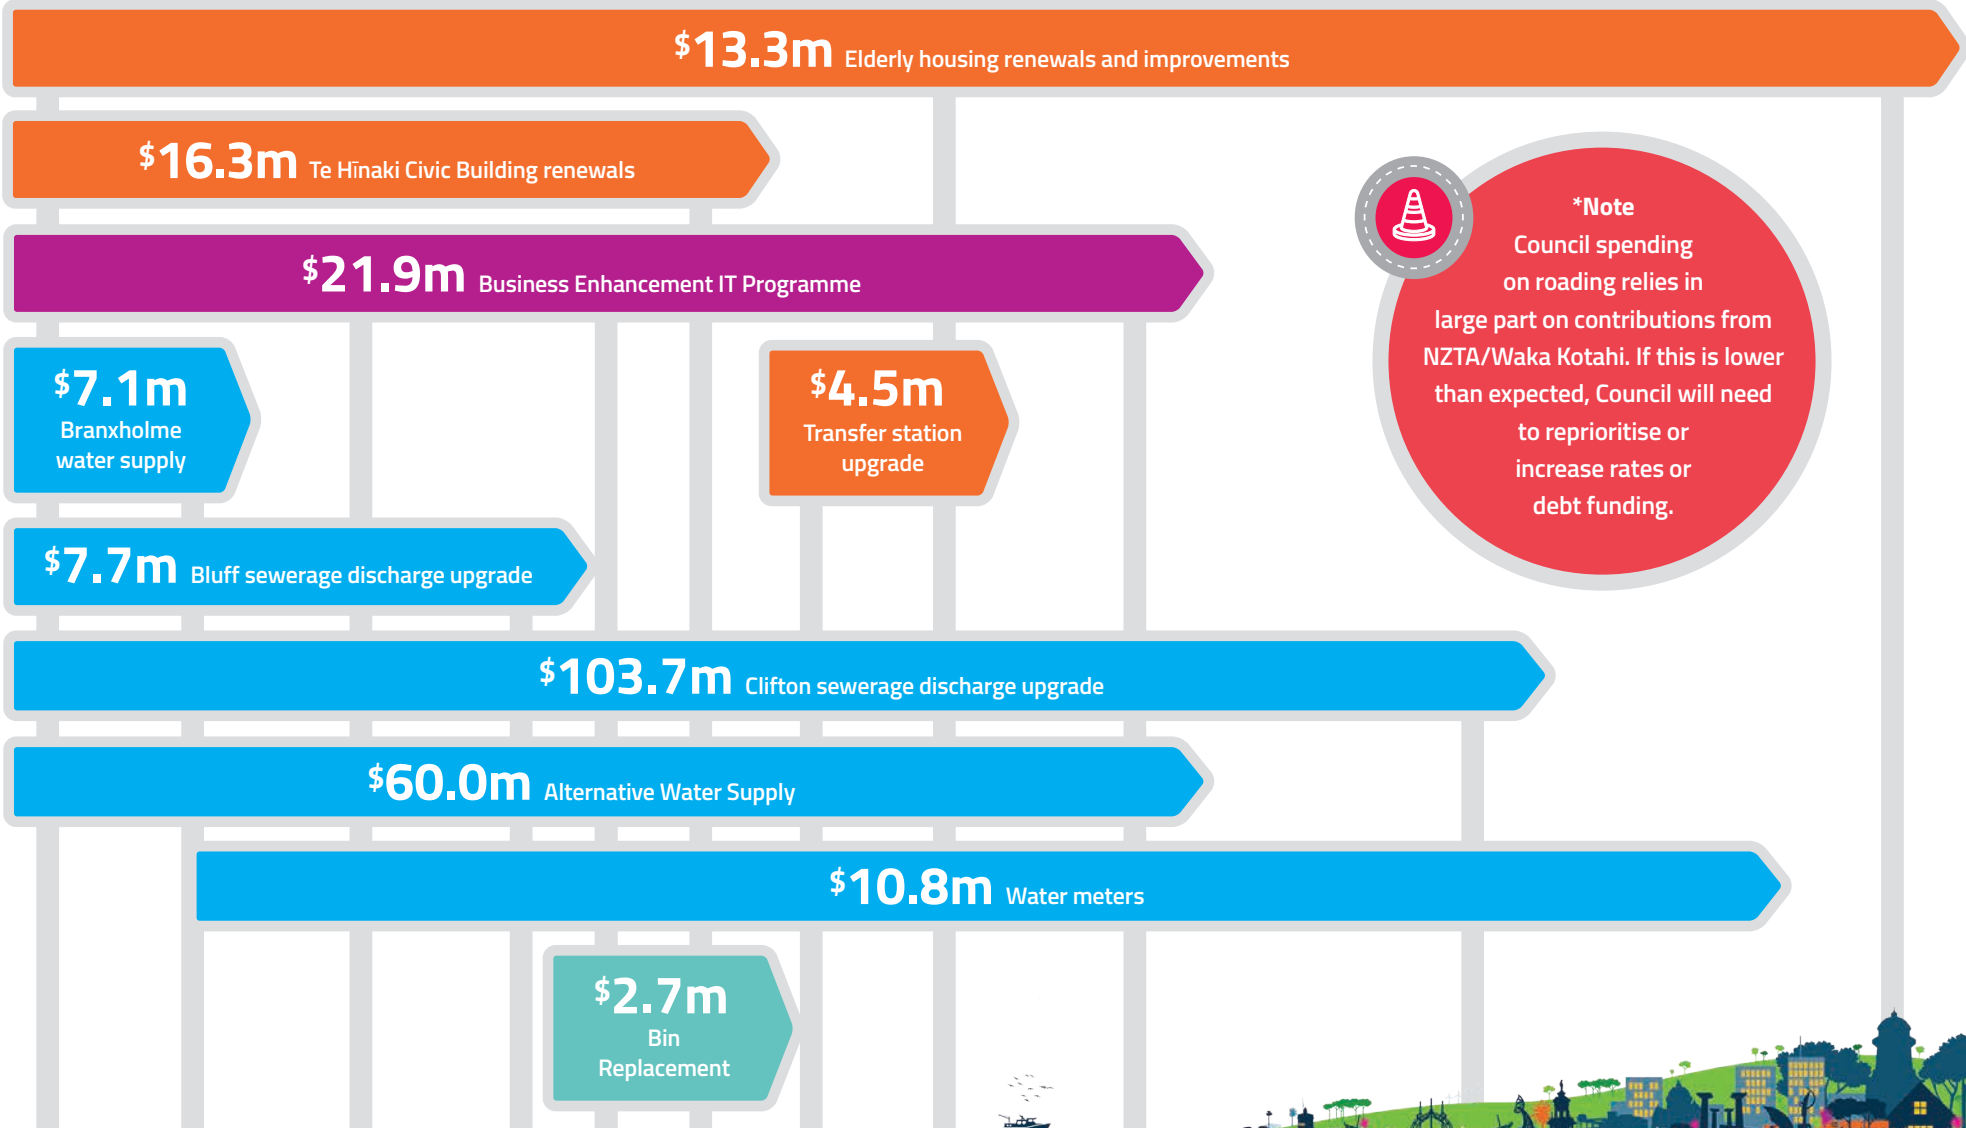 $13.3m Elderly housing renewals and improvements
$16.3m Te Hīnaki Civic Building renewals
$21.9m Business Enhancement IT Programme
$7.1m
Branxholme
water supply
$4.5m
Transfer station
upgrade
*Note
Council spending
on roading relies in
large part on contributions from
NZTA/Waka Kotahi. If this is lower
than expected, Council will need
to reprioritise or
increase rates or
debt funding.
$7.7m Bluff sewerage discharge upgrade
$103.7m Clifton sewerage discharge upgrade
$60.0m Alternative Water Supply
$10.8m Water meters
$2.7m
Bin
Replacement